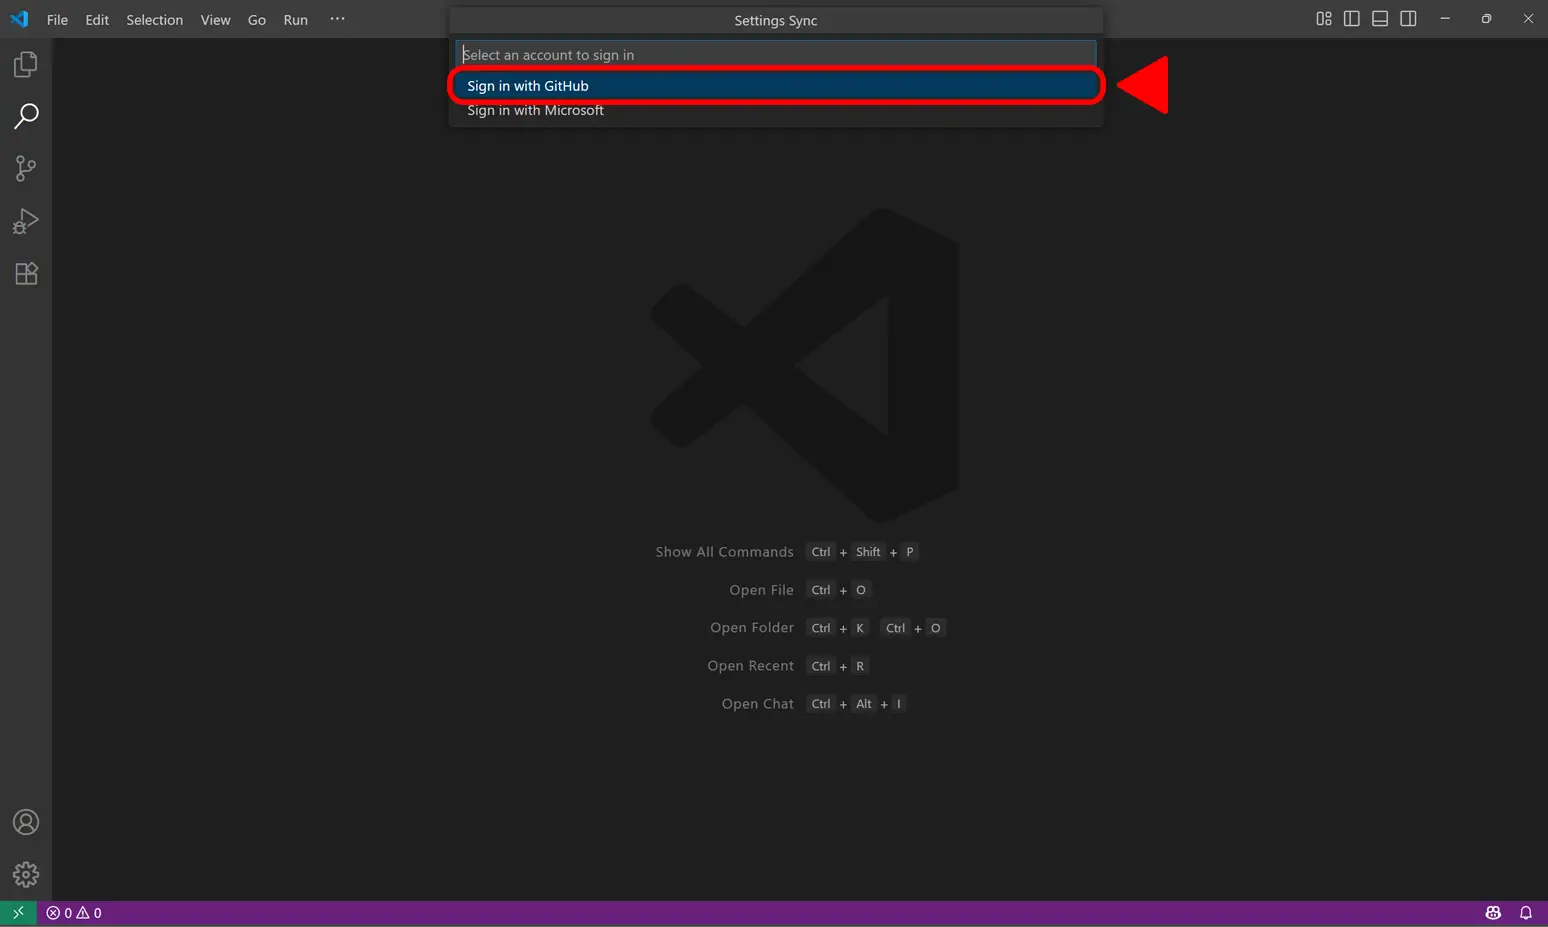 File Edit Selection View Go Run ···
Settings Sync
Select an account to sign in
Sign in with GitHub
Sign in with Microsoft
Show All Commands Ctrl + Shift + P
Open File Ctrl + O
Open Folder Ctrl + K Ctrl + O
Open Recent Ctrl + R
Open Chat Ctrl + Alt + I
0 0